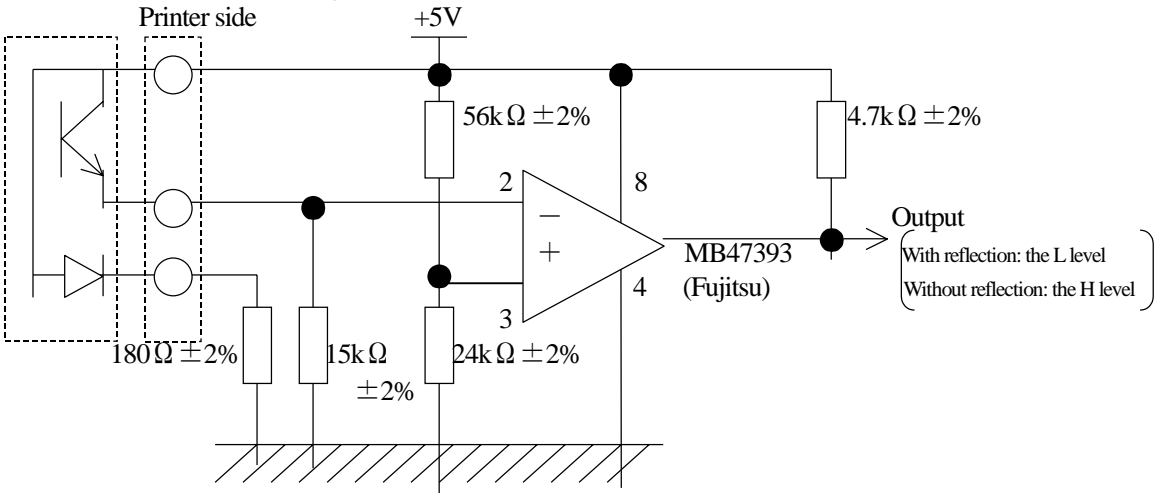 Printer side
+5V
56kΩ ±2%
4.7kΩ ±2%
2
8
−
+
Output
MB47393
(Fujitsu)
With reflection: the L level
Without reflection: the H level
4
3
180Ω ±2%
15kΩ
±2%
24kΩ ±2%